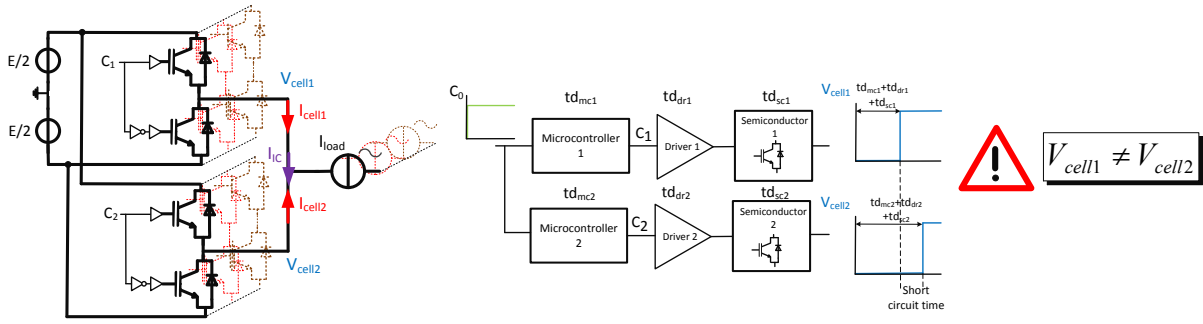 E/2
E/2
C1
Vcell1
Icell1
IIC
Iload
Icell2
C2
Vcell2
C0
tdmc1
tddr1
tdsc1
Microcontroller
1
C1
Driver 1
Semiconductor
1
tdmc2
tddr2
tdsc2
Microcontroller
2
C2
Driver 2
Semiconductor
2
Vcell1
tdmc1+tddr1
+tdsc1
Vcell2
tdmc2+tddr2
+tdsc2
Short
circuit time
!
Vcell1 ≠ Vcell2